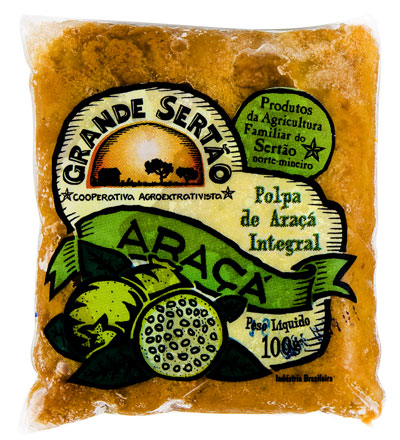 GRANDE SERTÃO
★COOPERATIVA AGROEXTRATIVISTA★
Produtos
da Agricultura
Familiar do
Sertão
norte-mineiro
Polpa
de Araçá
Integral
ARAÇÁ
Peso Líquido
100g
Indústria Brasileira